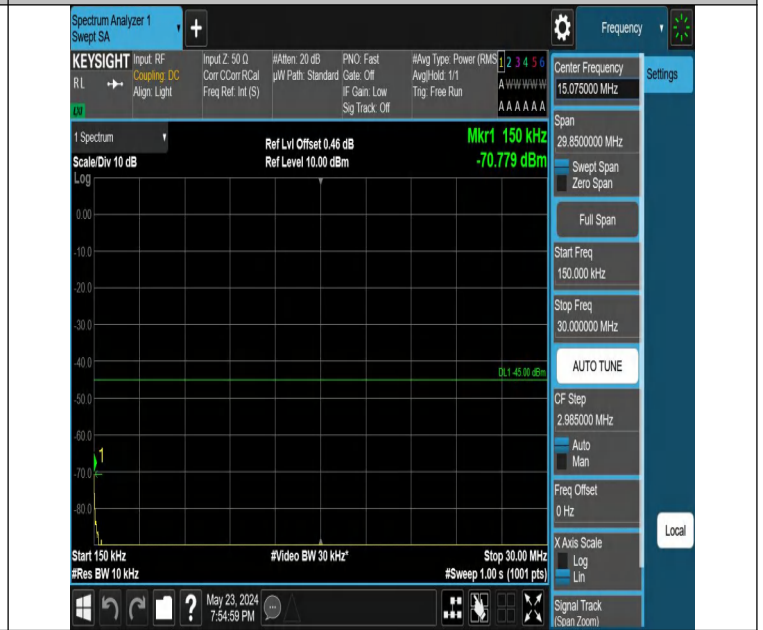 Spectrum Analyzer 1
Swept SA
+
Frequency
KEYSIGHT
RL
LXI
Input: RF
Coupling: DC
Align: Light
Input Z: 50 Ω
Corr CCorr RCal
Freq Ref: Int (S)
#Atten: 20 dB
µW Path: Standard
PNO: Fast
Gate: Off
IF Gain: Low
Sig Track: Off
#Avg Type: Power (RMS
Avg|Hold: 1/1
Trig: Free Run
1 2 3 4 5 6
A W W W W W
A A A A A A
1 Spectrum
Scale/Div 10 dB
Log
Ref Lvl Offset 0.46 dB
Ref Level 10.00 dBm
Mkr1 150 kHz
-70.779 dBm
0.00
-10.0
-20.0
-30.0
-40.0
DL1 -45.00 dBm
-50.0
-60.0
1
-70.0
-80.0
Start 150 kHz
#Res BW 10 kHz
#Video BW 30 kHz*
Stop 30.00 MHz
#Sweep 1.00 s (1001 pts)
?
May 23, 2024
7:54:59 PM
Center Frequency
15.075000 MHz
Settings
Span
29.8500000 MHz
Swept Span
Zero Span
Full Span
Start Freq
150.000 kHz
Stop Freq
30.000000 MHz
AUTO TUNE
CF Step
2.985000 MHz
Auto
Man
Freq Offset
0 Hz
Local
X Axis Scale
Log
Lin
Signal Track
(Span Zoom)